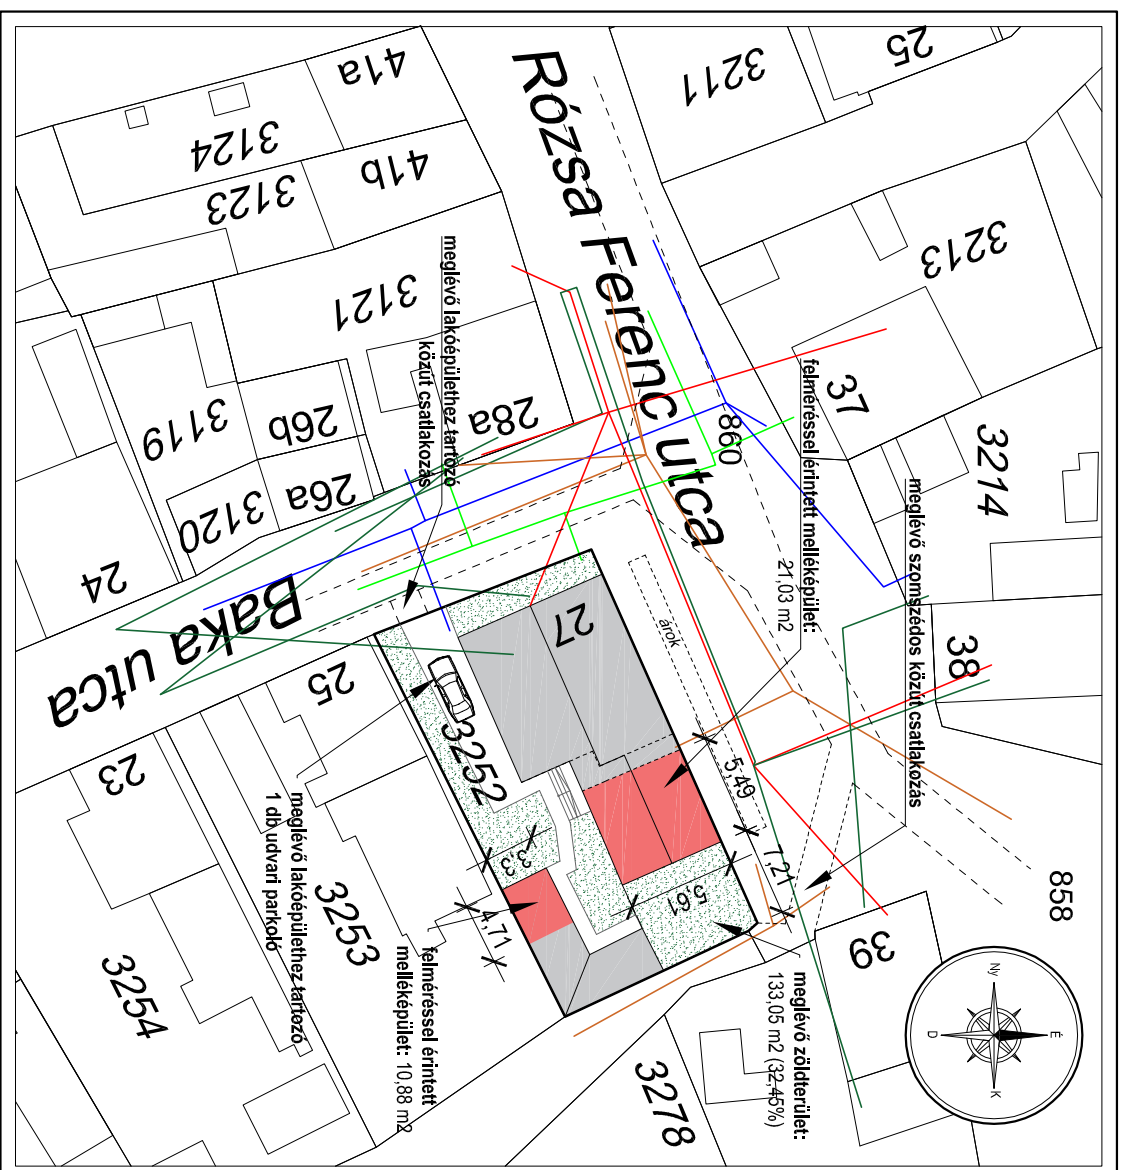 Rózsa Ferenc utca
Baka utca
41a
3124
3123
41b
3121
28a
3119
26b
26a
3120
24
25
23
3211
25
3213
37
3214
860
38
858
39
27
3252
3253
3254
3278
árok
meglévő lakóépülethez tartozó
közút csatlakozás
felméréssel érintett melléképület:
21,03 m2
meglévő szomszédos közút csatlakozás
meglévő lakóépülethez tartozó
1 db udvari parkoló
felméréssel érintett
melléképület: 10,88 m2
meglévő zöldterület:
133,05 m2 (32,45%)
5,49
7,21
5,61
3,3
4,71
Ny
É
D
K